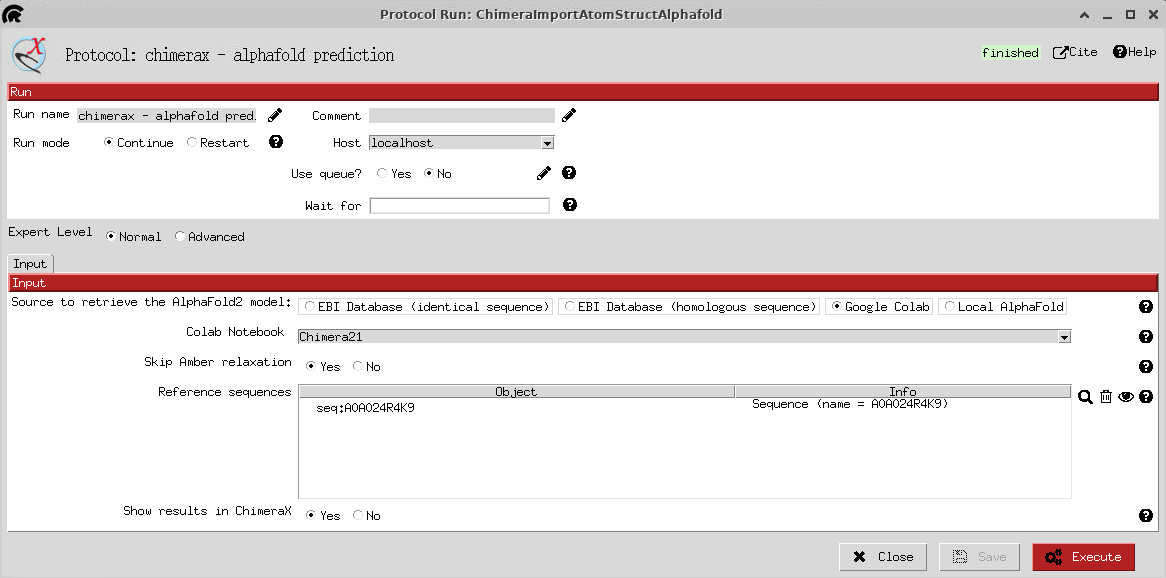 Protocol Run: ChimeraImportAtomStructAlphafold
Protocol: chimerax - alphafold prediction
finished Cite Help
Run
Run name chimerax - alphafold pred. Comment
Run mode Continue Restart Host localhost
Use queue? Yes No
Wait for
Expert Level Normal Advanced
Input
Input
Source to retrieve the AlphaFold2 model: EBI Database (identical sequence) EBI Database (homologous sequence) Google Colab Local AlphaFold
Colab Notebook Chimera21
Skip Amber relaxation Yes No
Reference sequences Object Info
seq:A0A024R4K9 Sequence (name = A0A024R4K9)
Show results in ChimeraX Yes No
Close Save Execute